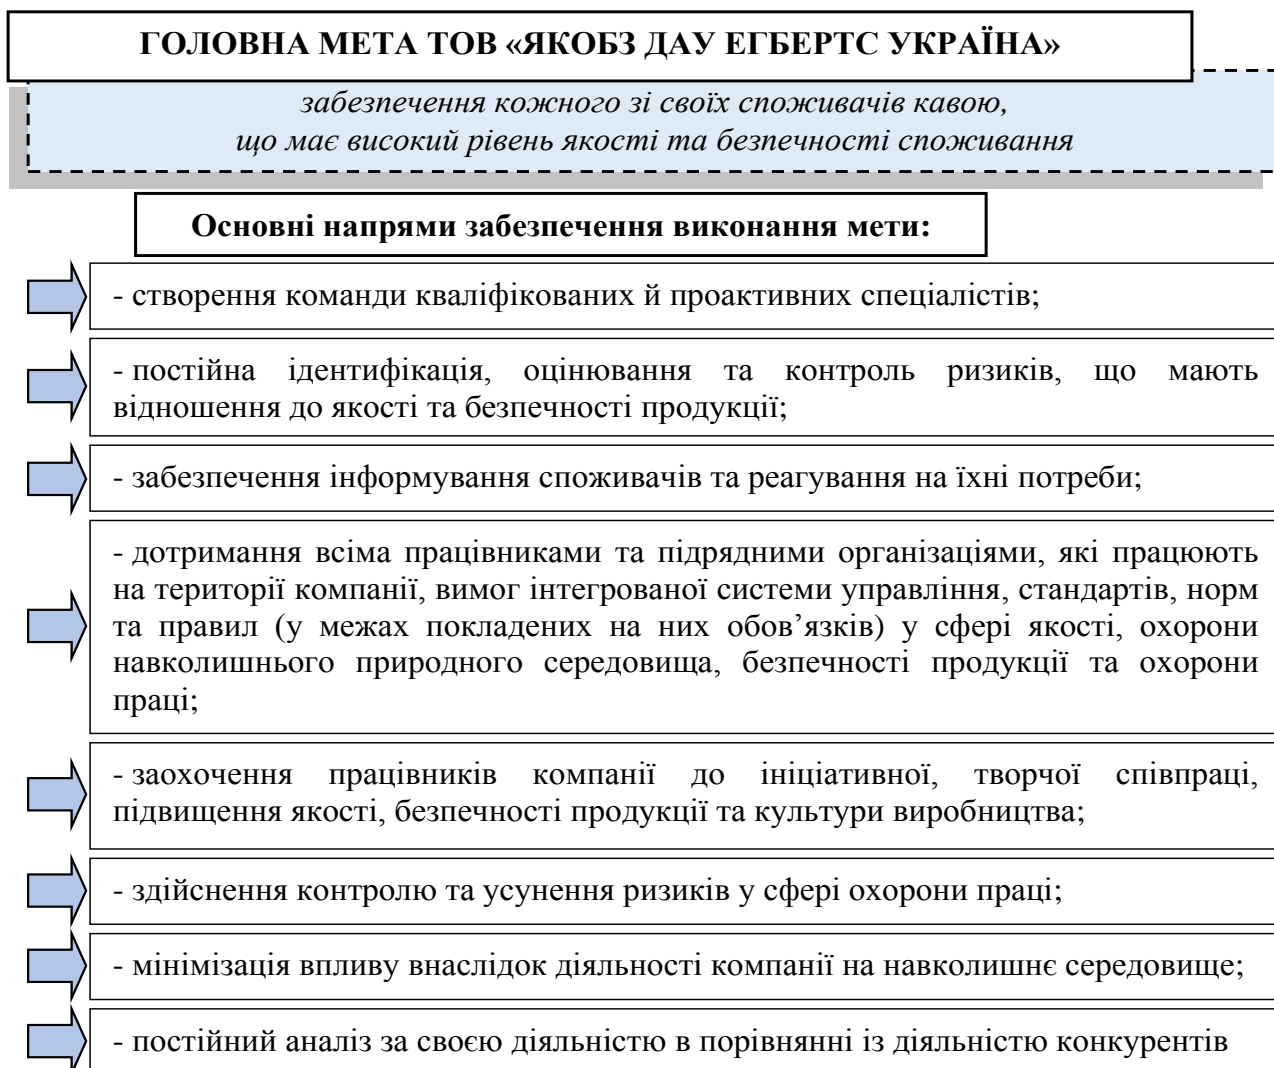 ГОЛОВНА МЕТА ТОВ «ЯКОБЗ ДАУ ЕГБЕРТС УКРАЇНА»
забезпечення кожного зі своїх споживачів кавою,
що має високий рівень якості та безпечності споживання
Основні напрями забезпечення виконання мети:
- створення команди кваліфікованих й проактивних спеціалістів;
- постійна ідентифікація, оцінювання та контроль ризиків, що мають
відношення до якості та безпечності продукції;
- забезпечення інформування споживачів та реагування на їхні потреби;
- дотримання всіма працівниками та підрядними організаціями, які працюють
на території компанії, вимог інтегрованої системи управління, стандартів, норм
та правил (у межах покладених на них обов’язків) у сфері якості, охорони
навколишнього природного середовища, безпечності продукції та охорони
праці;
- заохочення працівників компанії до ініціативної, творчої співпраці,
підвищення якості, безпечності продукції та культури виробництва;
- здійснення контролю та усунення ризиків у сфері охорони праці;
- мінімізація впливу внаслідок діяльності компанії на навколишнє середовище;
- постійний аналіз за своєю діяльністю в порівнянні із діяльністю конкурентів